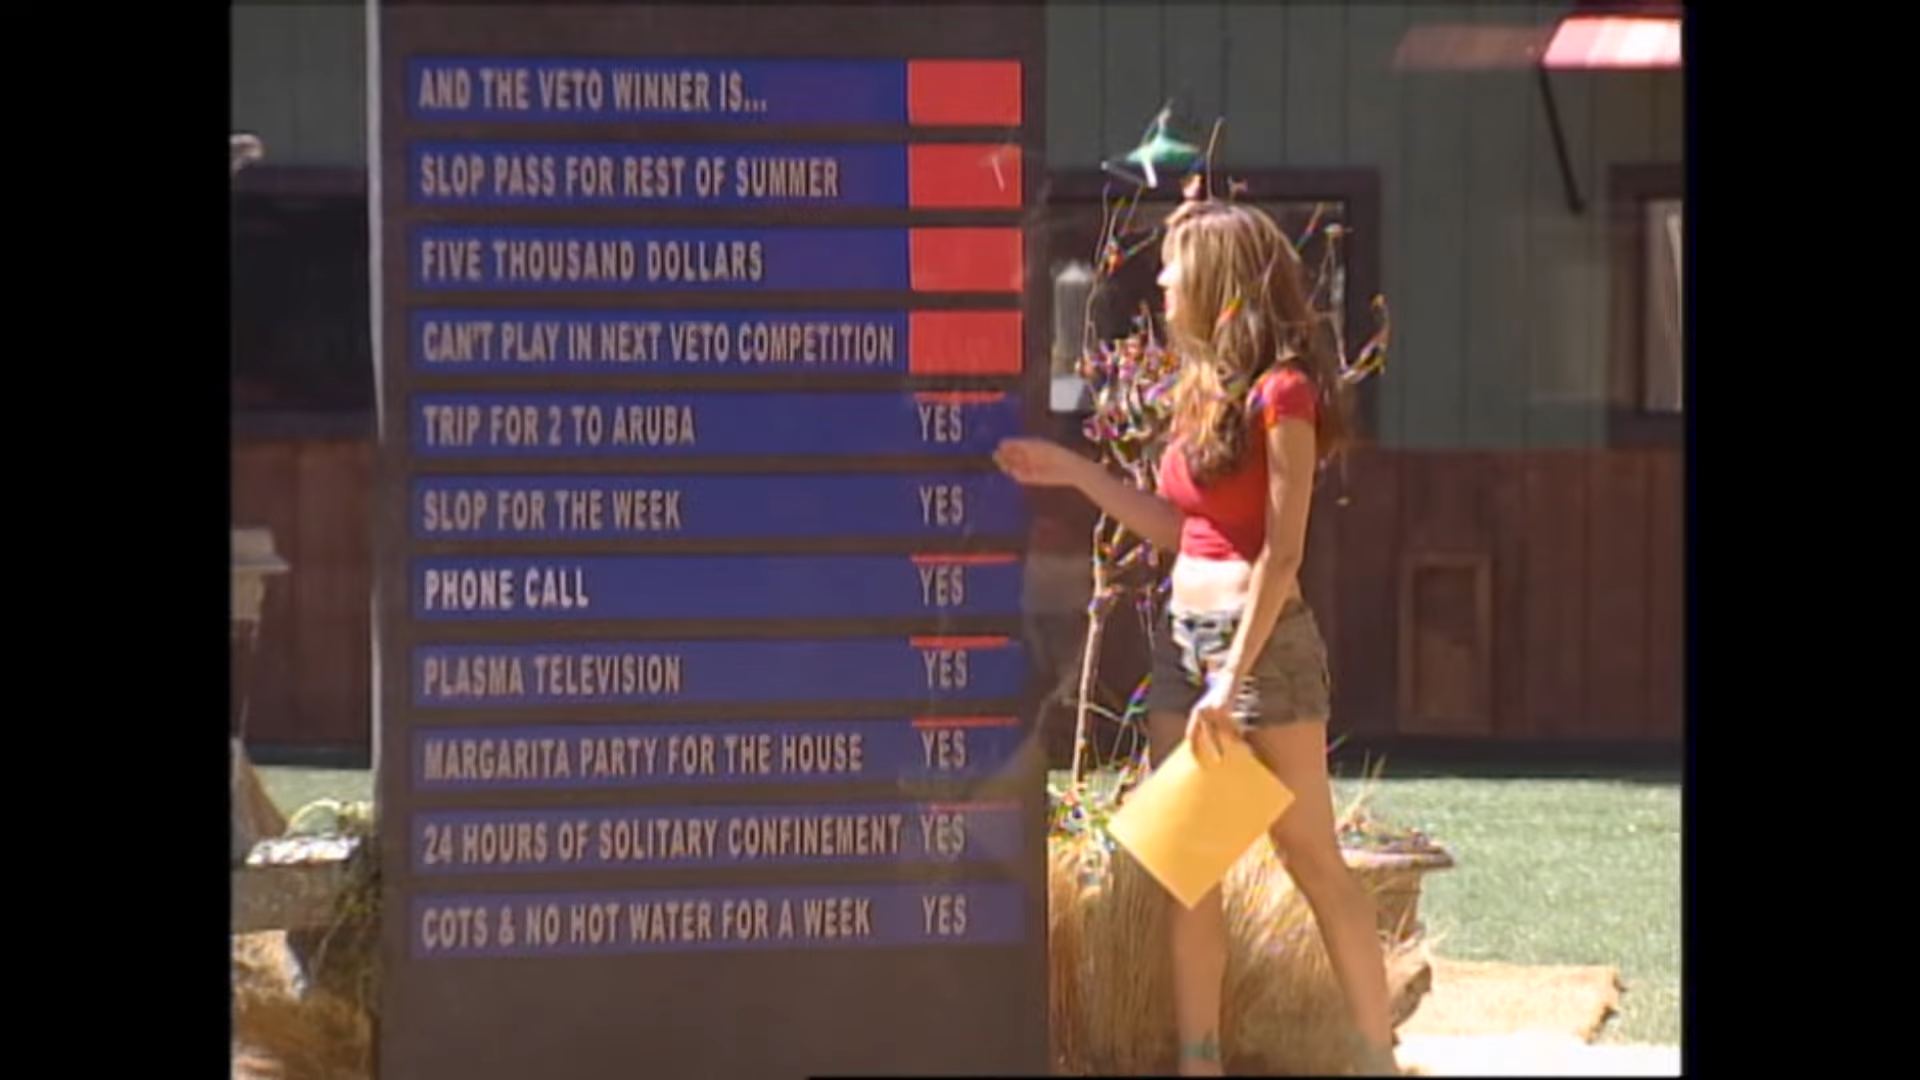 AND THE VETO WINNER IS...
SLOP PASS FOR REST OF SUMMER
FIVE THOUSAND DOLLARS
CAN'T PLAY IN NEXT VETO COMPETITION
TRIP FOR 2 TO ARUBA YES
SLOP FOR THE WEEK YES
PHONE CALL YES
PLASMA TELEVISION YES
MARGARITA PARTY FOR THE HOUSE YES
24 HOURS OF SOLITARY CONFINEMENT YES
COTS & NO HOT WATER FOR A WEEK YES